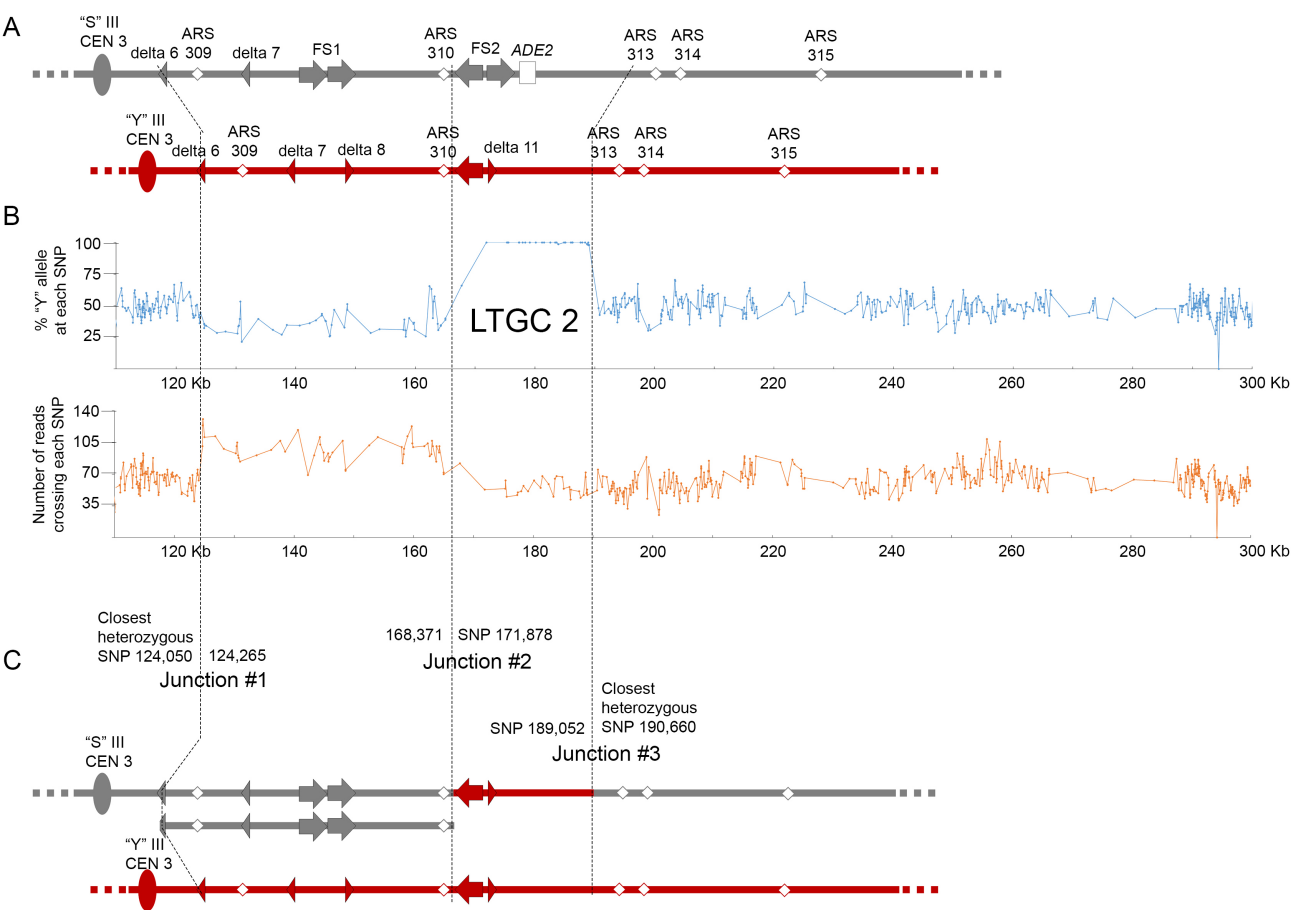 A
“S” III
CEN 3
delta 6
ARS
309
delta 7
FS1
ARS
310
FS2
ADE2
ARS
313
ARS
314
ARS
315
“Y” III
CEN 3
delta 6
ARS
309
delta 7
delta 8
ARS
310
delta 11
ARS
313
ARS
314
ARS
315
B
% “Y” allele
at each SNP
100
75
50
25
LTGC 2
120 Kb
140
160
180
200
220
240
260
280
300 Kb
Number of reads
crossing each SNP
140
105
70
35
120 Kb
140
160
180
200
220
240
260
280
300 Kb
C
Closest
heterozygous
SNP 124,050
124,265
Junction #1
168,371
SNP 171,878
Junction #2
Closest
heterozygous
SNP 189,052
SNP 190,660
Junction #3
“S” III
CEN 3
“Y” III
CEN 3